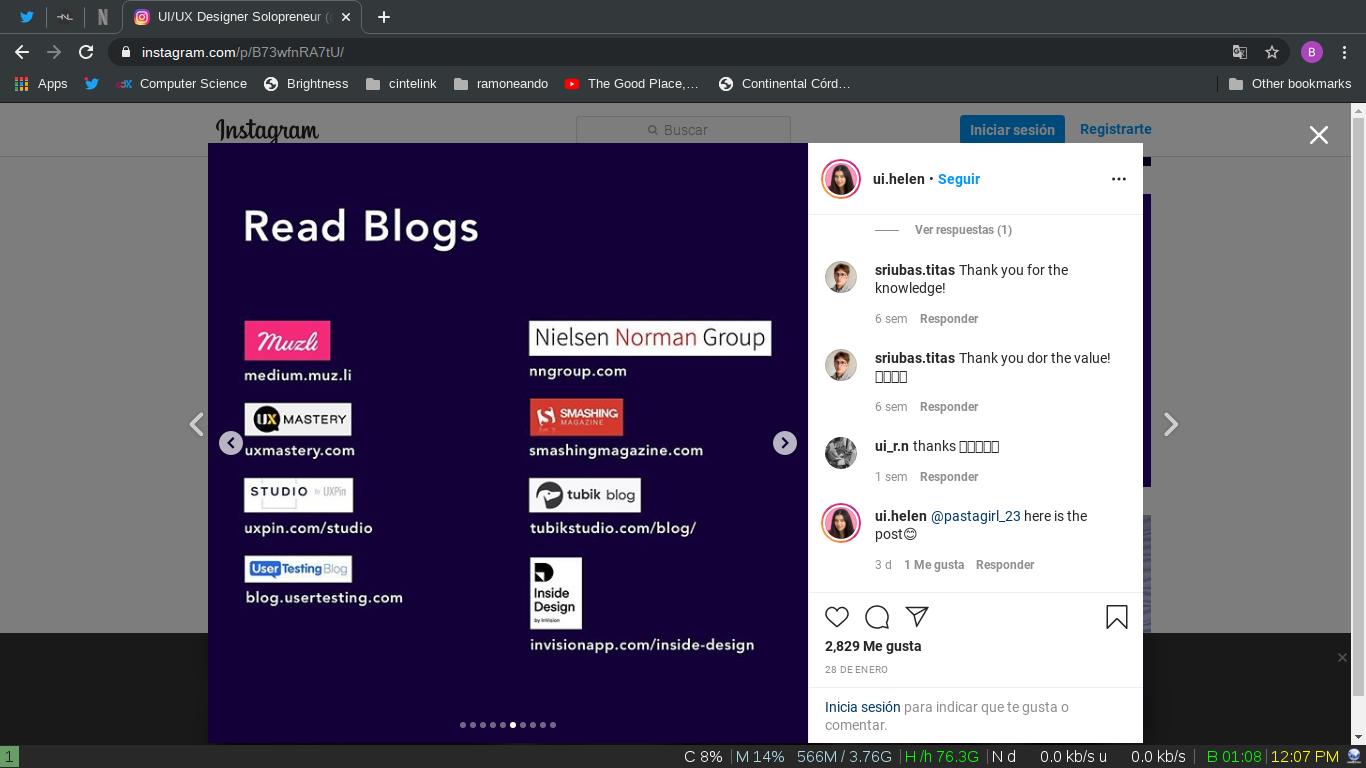 UI/UX Designer Solopreneur (
instagram.com/p/B73wfnRA7tU/
B
Apps
Computer Science
Brightness
cintelink
ramoneando
The Good Place,…
Continental Córd…
Other bookmarks
Instagram
Buscar
Iniciar sesión
Registrarte
Read Blogs
Muzli
medium.muz.li
UX MASTERY
uxmastery.com
STUDIO by UXPin
uxpin.com/studio
UserTesting Blog
blog.usertesting.com
Nielsen Norman Group
nngroup.com
SMASHING
MAGAZINE
smashingmagazine.com
tubik blog
tubikstudio.com/blog/
Inside
Design
by InVision
invisionapp.com/inside-design
ui.helen • Seguir
Ver respuestas (1)
sriubas.titas Thank you for the
knowledge!
6 sem Responder
sriubas.titas Thank you dor the value!
6 sem Responder
ui_r.n thanks
1 sem Responder
ui.helen @pastagirl_23 here is the
post😊
3 d 1 Me gusta Responder
2,829 Me gusta
28 DE ENERO
Inicia sesión para indicar que te gusta o
comentar.
1
C 8% | M 14% 566M / 3.76G | H /h 76.3G | N d 0.0 kb/s u 0.0 kb/s | B 01:08 | 12:07 PM